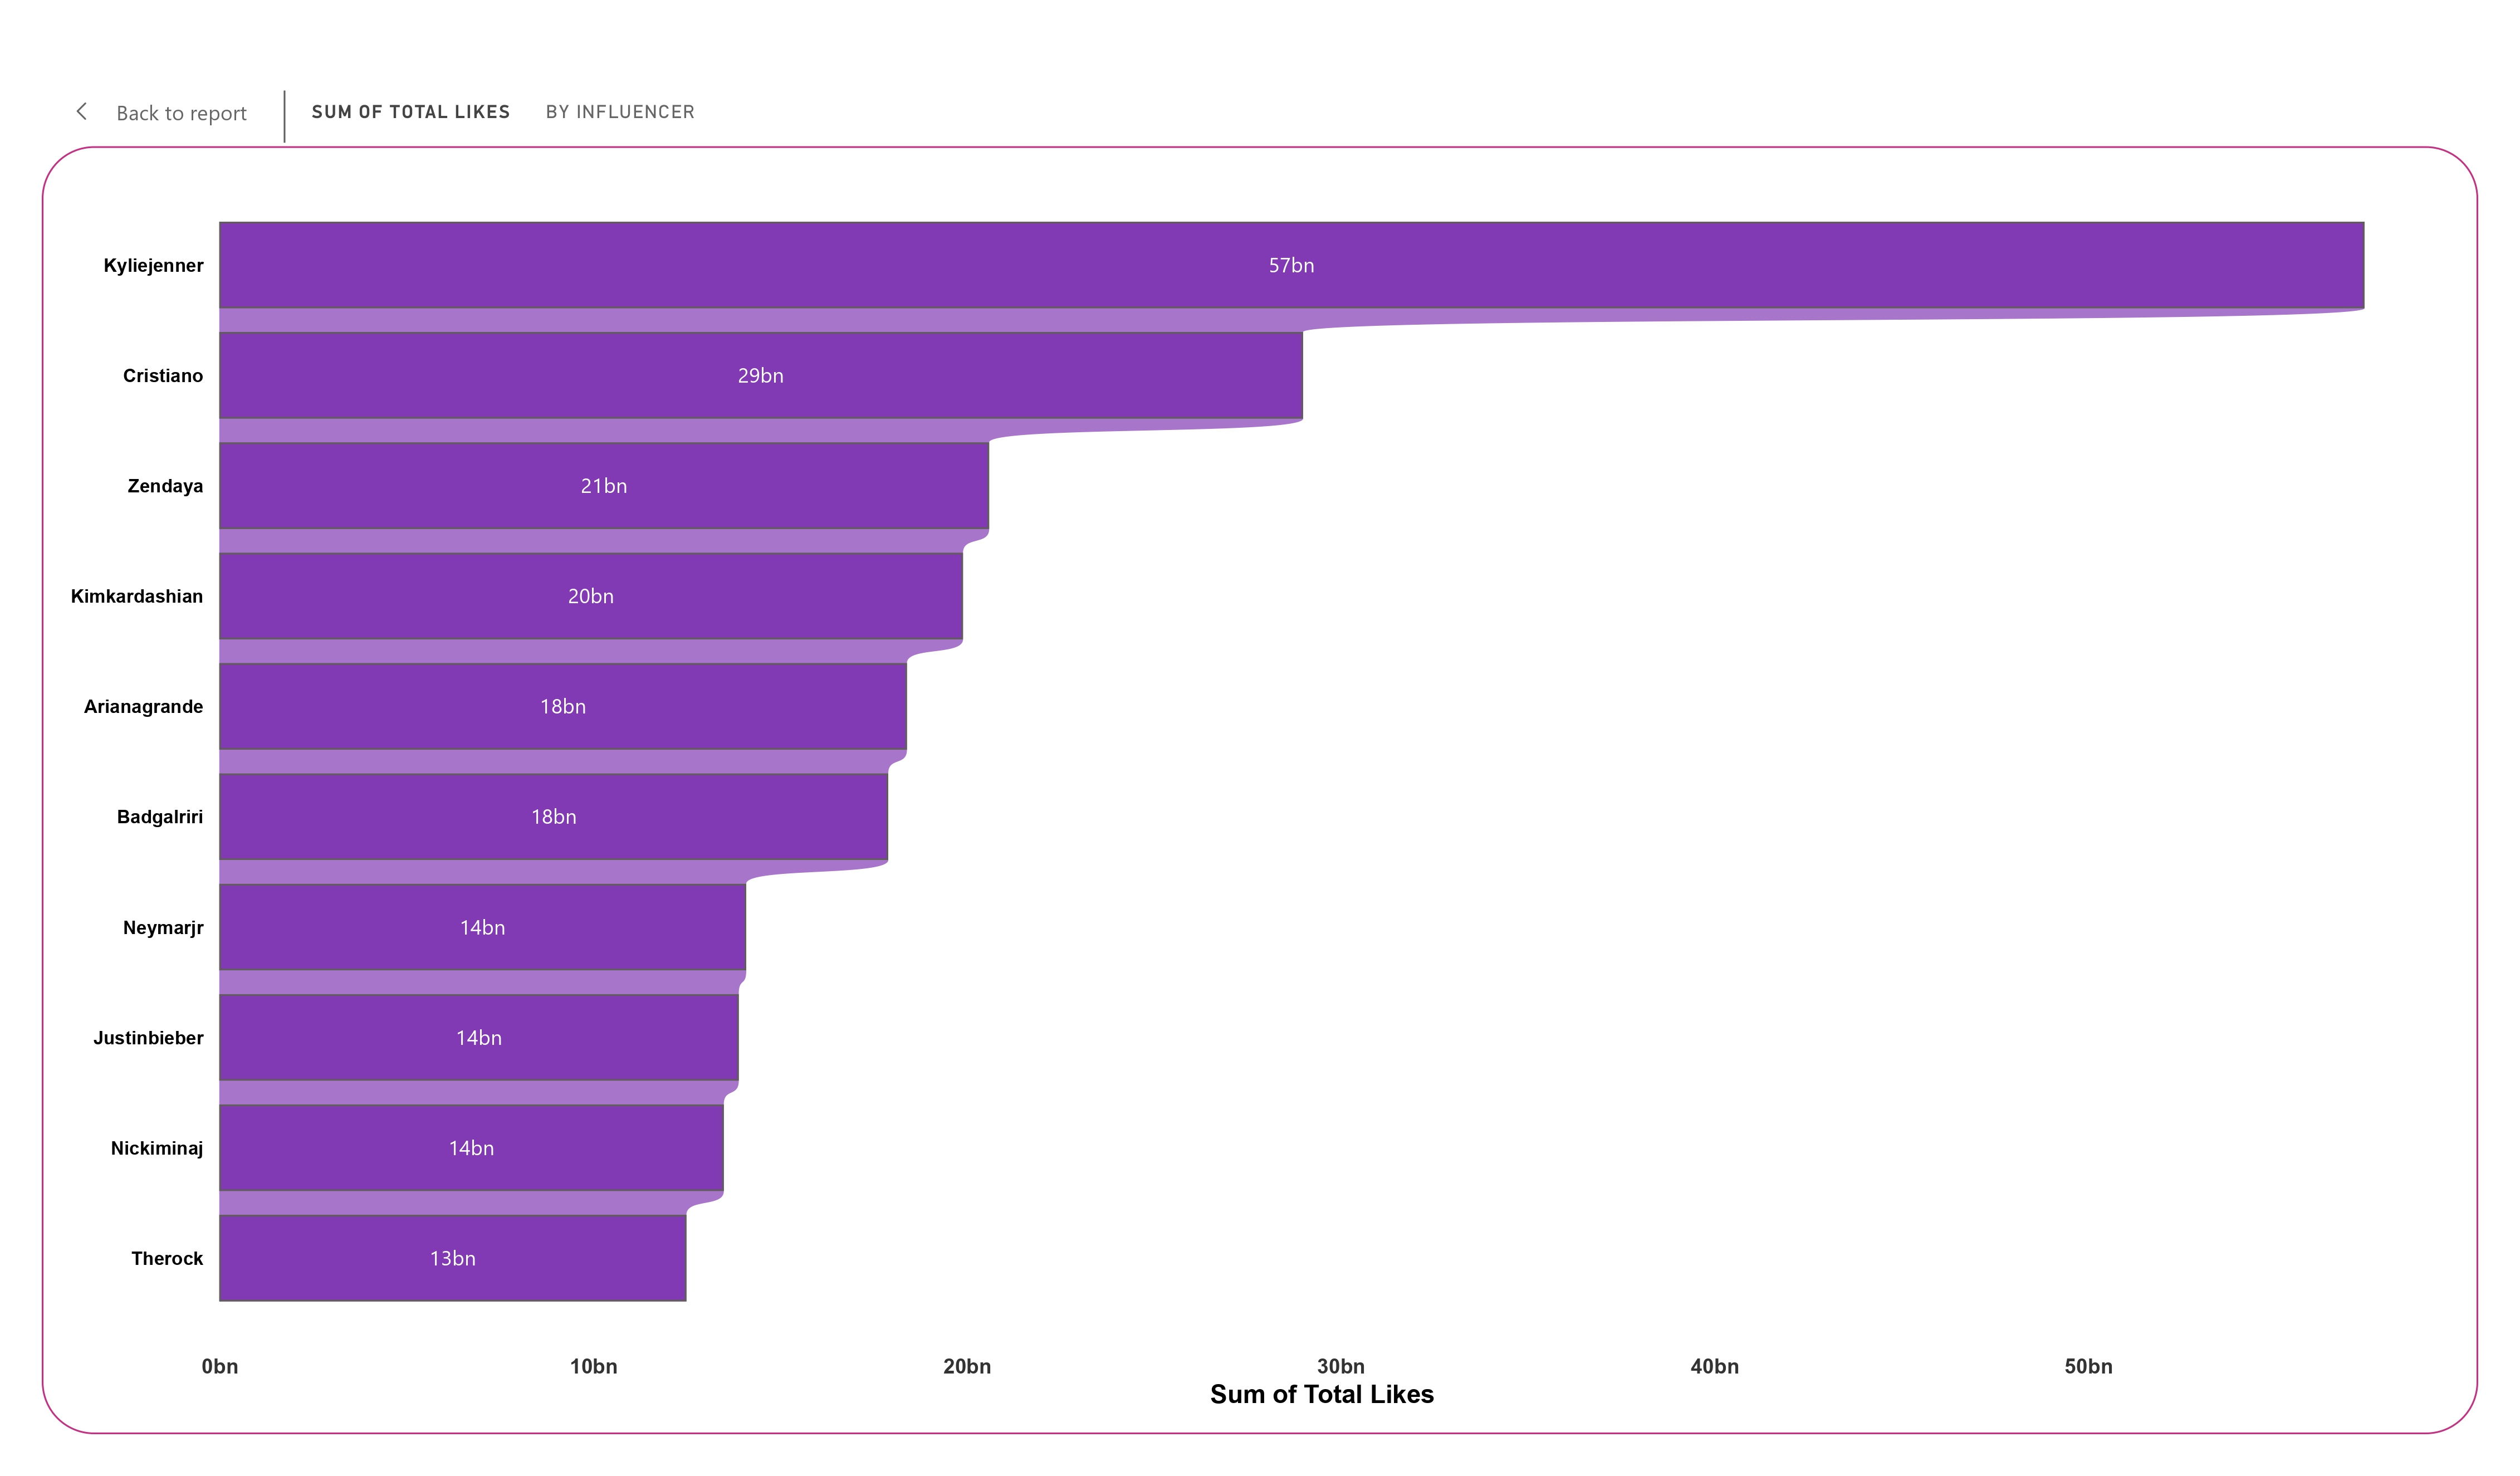 Back to report
SUM OF TOTAL LIKES BY INFLUENCER
Kyliejenner 57bn
Cristiano 29bn
Zendaya 21bn
Kimkardashian 20bn
Arianagrande 18bn
Badgalriri 18bn
Neymarjr 14bn
Justinbieber 14bn
Nickiminaj 14bn
Therock 13bn
0bn 10bn 20bn 30bn 40bn 50bn
Sum of Total Likes